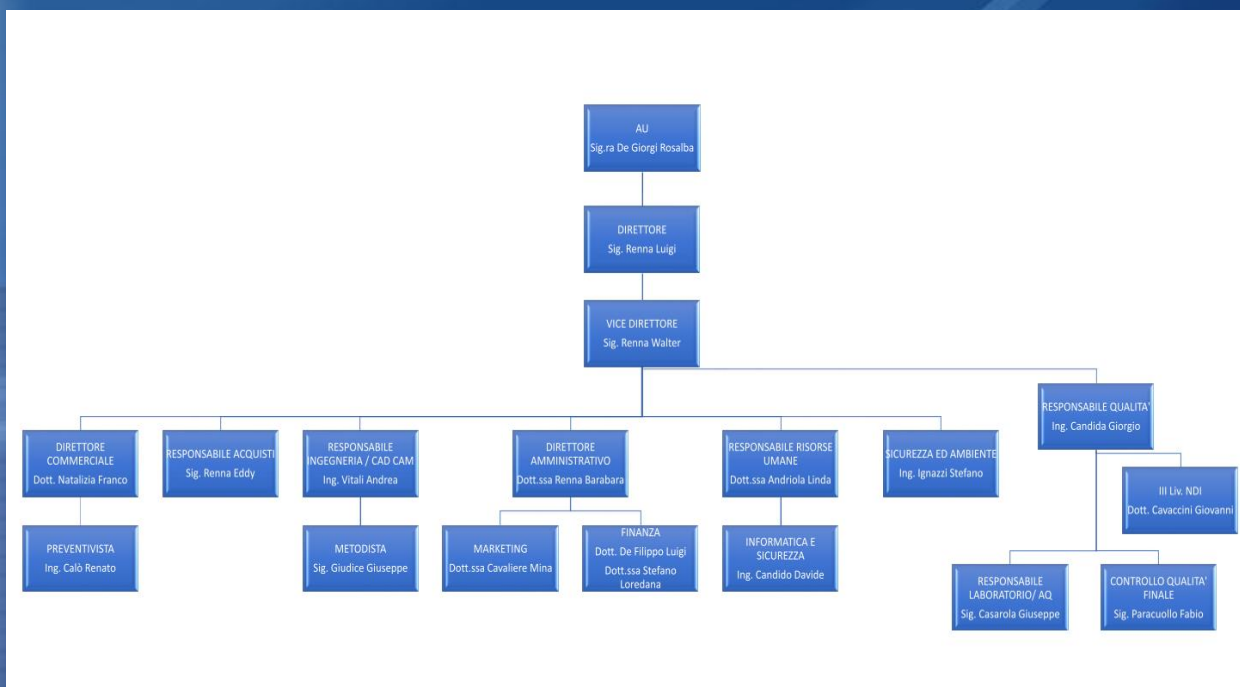 AU
Sig.ra De Giorgi Rosalba
DIRETTORE
Sig. Renna Luigi
VICE DIRETTORE
Sig. Renna Walter
RESPONSABILE QUALITA'
Ing. Candida Giorgio
DIRETTORE
COMMERCIALE
Dott. Natalizia Franco
RESPONSABILE ACQUISTI
Sig. Renna Eddy
RESPONSABILE
INGEGNERIA / CAD CAM
Ing. Vitali Andrea
DIRETTORE
AMMINISTRATIVO
Dott.ssa Renna Barabara
RESPONSABILE RISORSE
UMANE
Dott.ssa Andriola Linda
SICUREZZA ED AMBIENTE
Ing. Ignazzi Stefano
III Liv. NDI
Dott. Cavaccini Giovanni
PREVENTIVISTA
Ing. Calò Renato
METODISTA
Sig. Giudice Giuseppe
MARKETING
Dott.ssa Cavaliere Mina
FINANZA
Dott. De Filippo Luigi
Dott.ssa Stefano
Loredana
INFORMATICA E
SICUREZZA
Ing. Candido Davide
RESPONSABILE
LABORATORIO/ AQ
Sig. Casarola Giuseppe
CONTROLLO QUALITA'
FINALE
Sig. Paracuollo Fabio